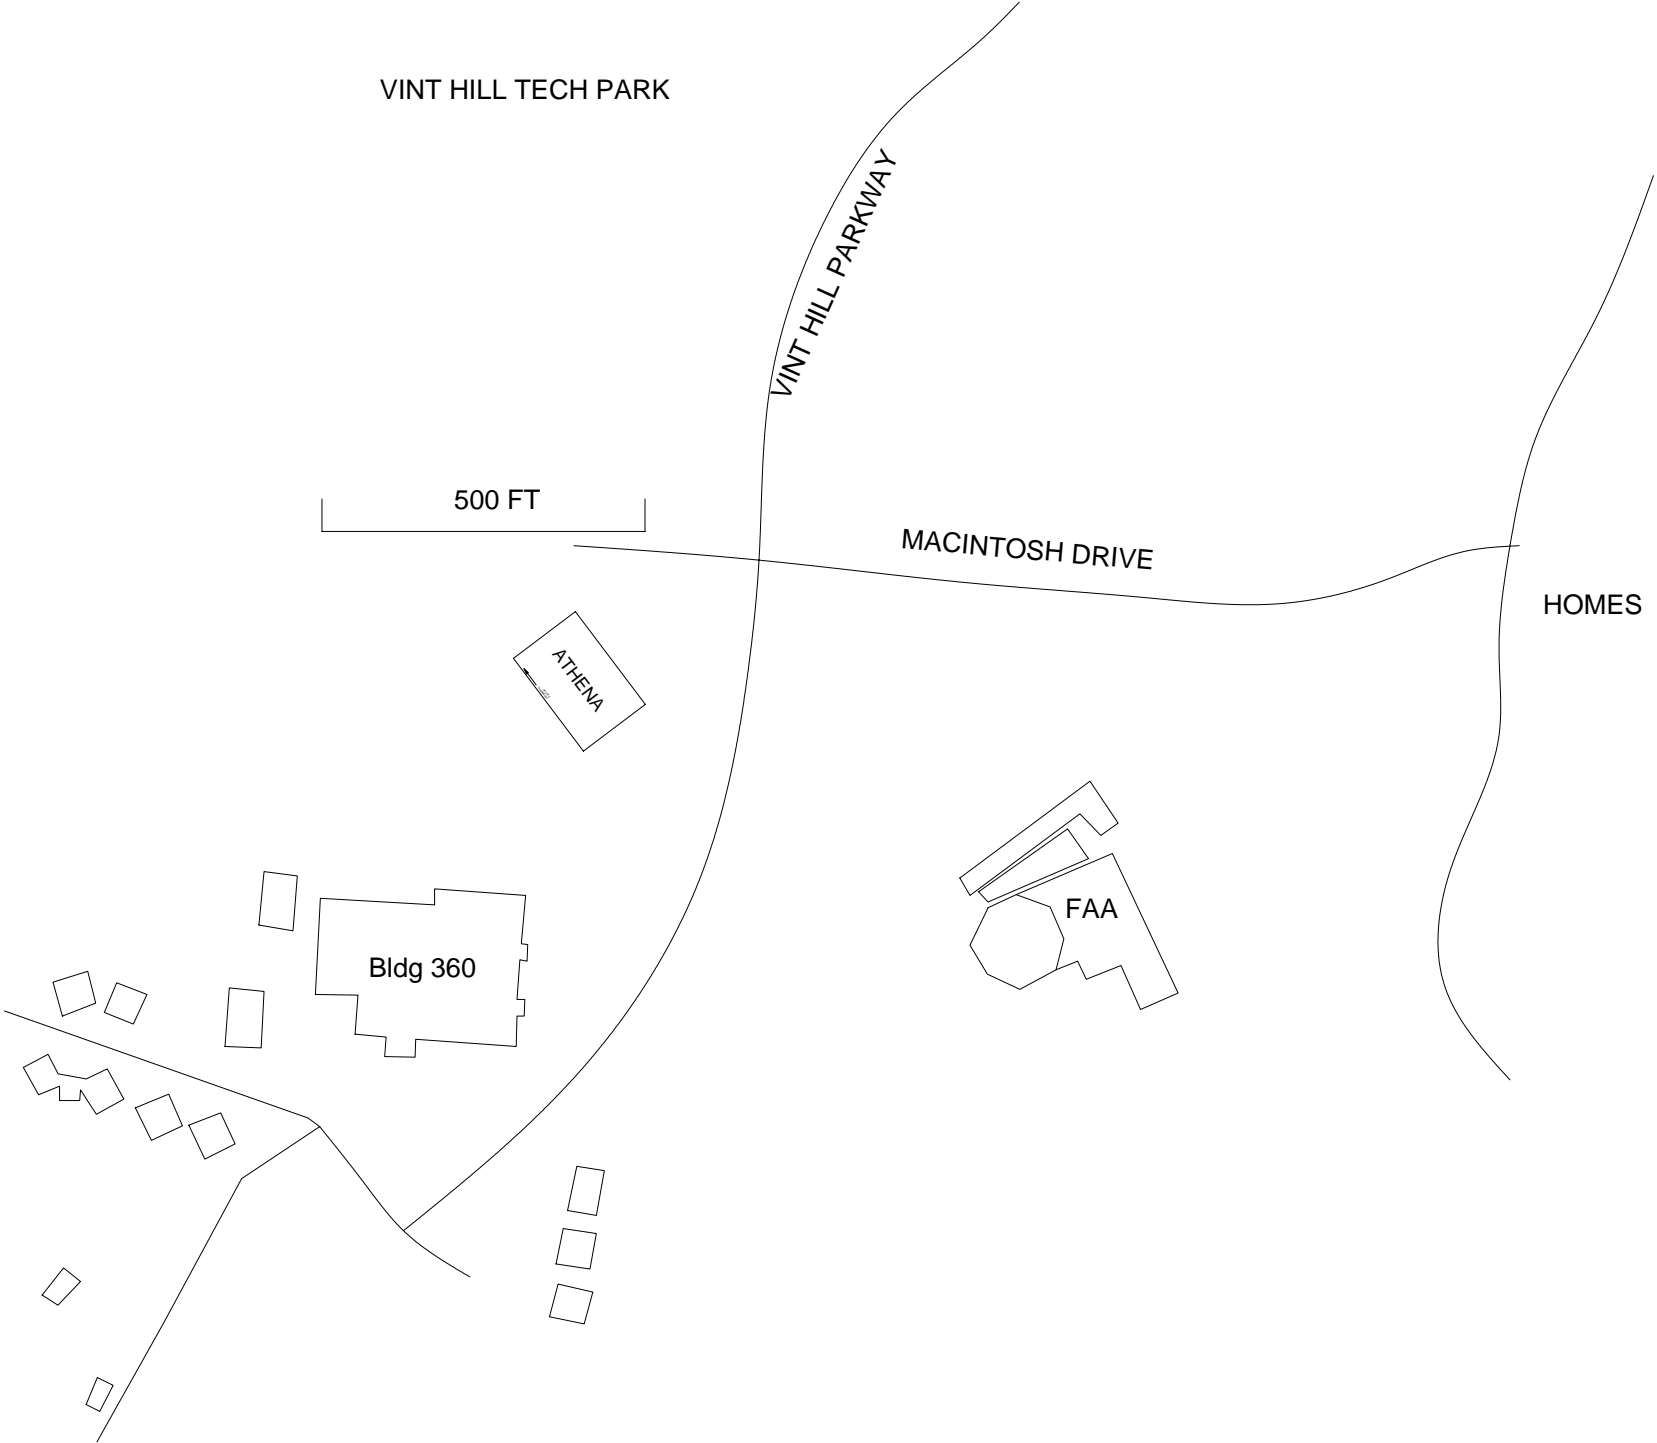 VINT HILL TECH PARK
VINT HILL PARKWAY
500 FT
MACINTOSH DRIVE
HOMES
ATHENA
FAA
Bldg 360